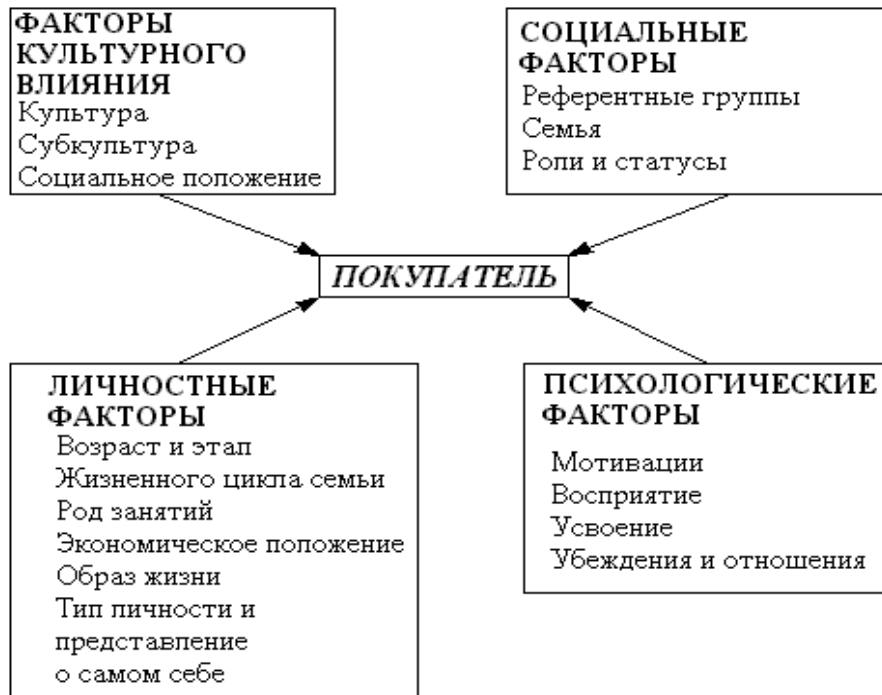 ФАКТОРЫ
КУЛЬТУРНОГО
ВЛИЯНИЯ
Культура
Субкультура
Социальное положение
СОЦИАЛЬНЫЕ
ФАКТОРЫ
Референтные группы
Семья
Роли и статусы
ПОКУПАТЕЛЬ
ЛИЧНОСТНЫЕ
ФАКТОРЫ
Возраст и этап
Жизненного цикла семьи
Род занятий
Экономическое положение
Образ жизни
Тип личности и
представление
о самом себе
ПСИХОЛОГИЧЕСКИЕ
ФАКТОРЫ
Мотивации
Восприятие
Усвоение
Убеждения и отношения